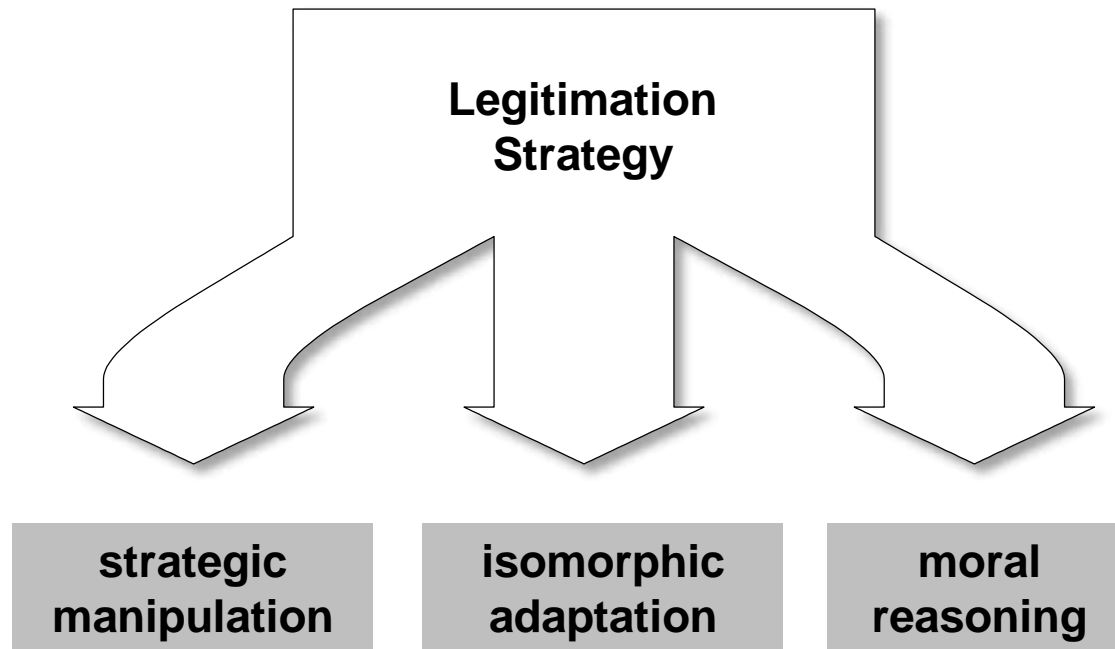 Legitimation
Strategy
strategic
manipulation
isomorphic
adaptation
moral
reasoning